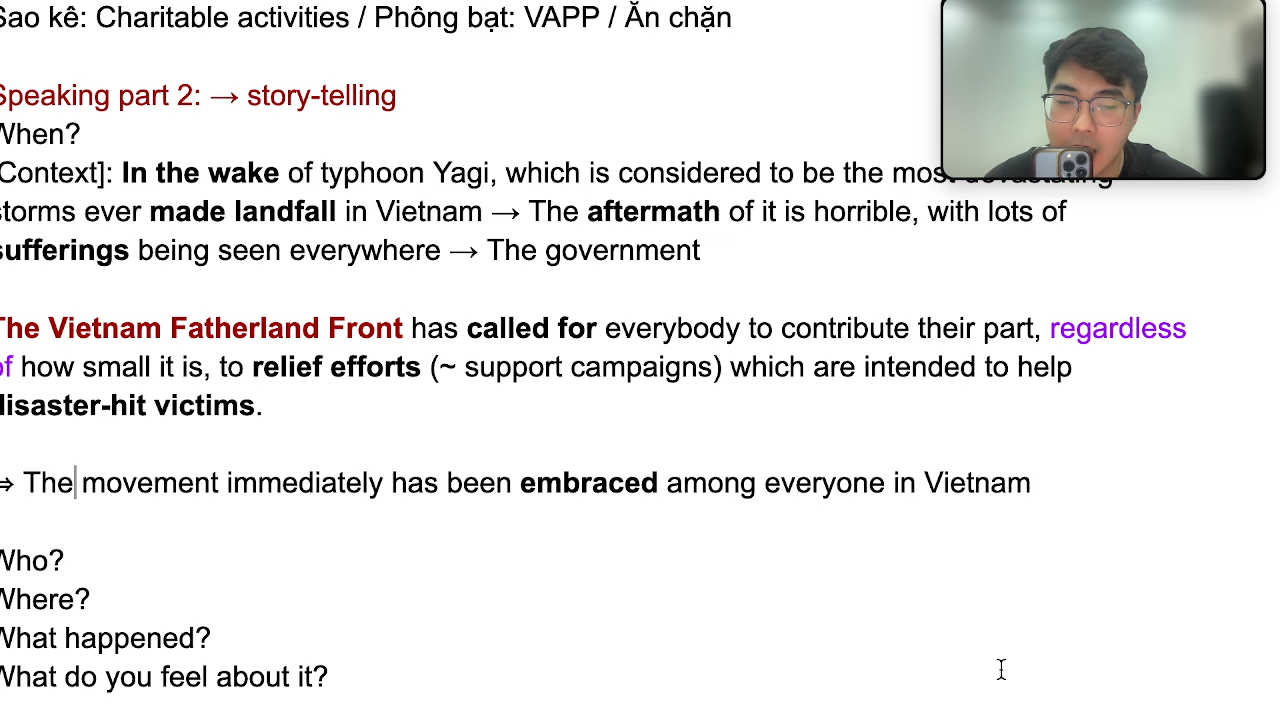 Sao kê: Charitable activities / Phông bạt: VAPP / Ăn chặn
Speaking part 2: → story-telling
When?
Context]: In the wake of typhoon Yagi, which is considered to be the most devastating
storms ever made landfall in Vietnam → The aftermath of it is horrible, with lots of
sufferings being seen everywhere → The government
The Vietnam Fatherland Front has called for everybody to contribute their part, regardless
of how small it is, to relief efforts (~ support campaigns) which are intended to help
disaster-hit victims.
⇒ The movement immediately has been embraced among everyone in Vietnam
Who?
Where?
What happened?
What do you feel about it?